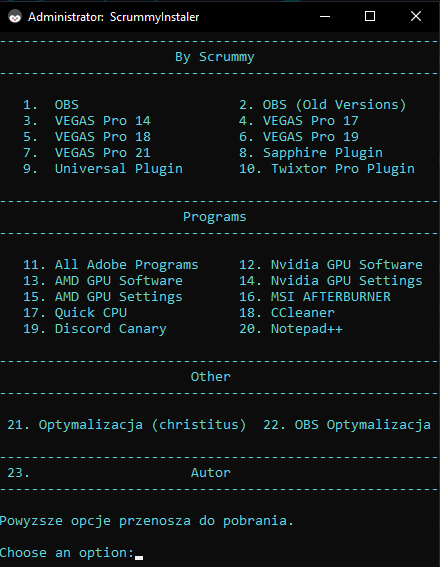 Administrator: ScrummyInstaler
By Scrummy
1. OBS 2. OBS (Old Versions)
3. VEGAS Pro 14 4. VEGAS Pro 17
5. VEGAS Pro 18 6. VEGAS Pro 19
7. VEGAS Pro 21 8. Sapphire Plugin
9. Universal Plugin 10. Twixtor Pro Plugin
Programs
11. All Adobe Programs 12. Nvidia GPU Software
13. AMD GPU Software 14. Nvidia GPU Settings
15. AMD GPU Settings 16. MSI AFTERBURNER
17. Quick CPU 18. CCleaner
19. Discord Canary 20. Notepad++
Other
21. Optymalizacja (christitus) 22. OBS Optymalizacja
23. Autor
Powyzsze opcje przenosza do pobrania.
Choose an option: